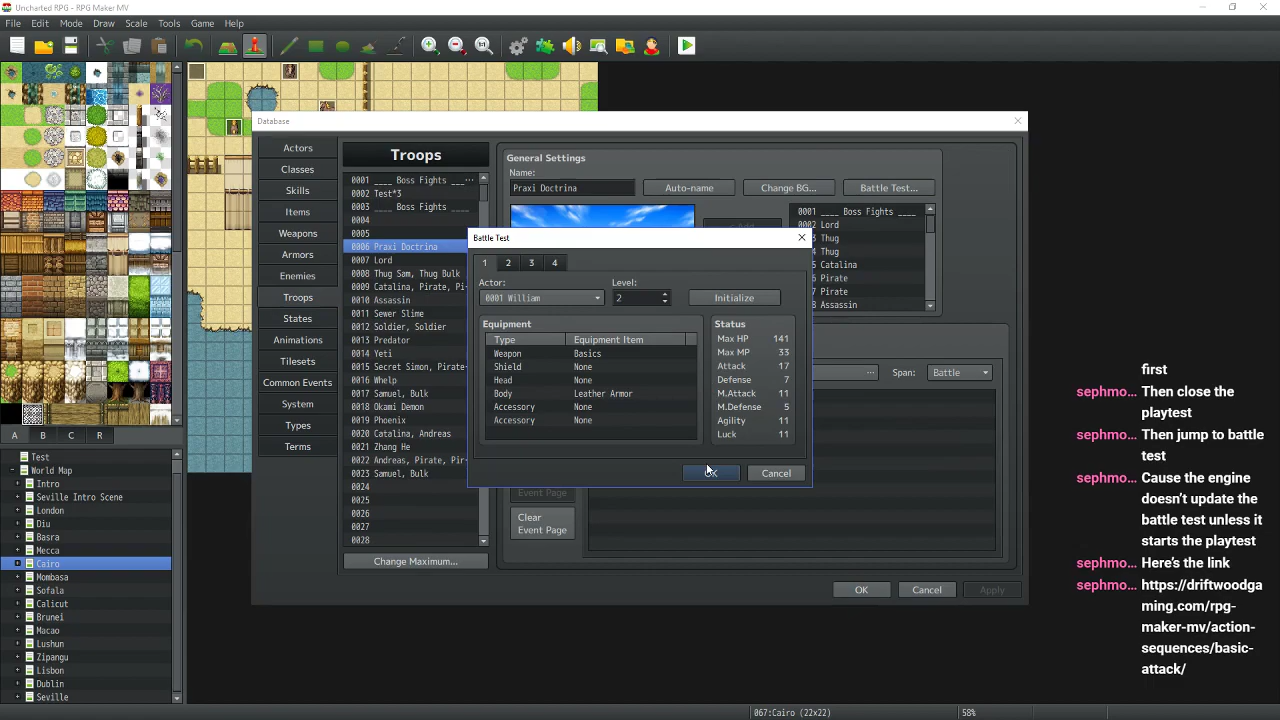 Uncharted RPG - RPG Maker MV
File Edit Mode Draw Scale Tools Game Help
Database
Actors
Classes
Skills
Items
Weapons
Armors
Enemies
Troops
States
Animations
Tilesets
Common Events
System
Types
Terms
Troops
0001 ____ Boss Fights ___ ...
0002 Test*3
0003 ____ Boss Fights ____
0004
0005
0006 Praxi Doctrina
0007 Lord
0008 Thug Sam, Thug Bulk
0009 Catalina, Pirate, Pi
0010 Assassin
0011 Sewer Slime
0012 Soldier, Soldier
0013 Predator
0014 Yeti
0015 Secret Simon, Pirate
0016 Whelp
0017 Samuel, Bulk
0018 Okami Demon
0019 Phoenix
0020 Catalina, Andreas
0021 Zhang He
0022 Andreas, Pirate, Pir
0023 Samuel, Bulk
0024
0025
0026
0027
0028
Change Maximum...
General Settings
Name:
Praxi Doctrina
Auto-name
Change BG...
Battle Test...
0001 ____ Boss Fights ____
0002 Lord
0003 Thug
0004 Thug
0005 Catalina
0006 Pirate
0007 Pirate
0008 Assassin
Battle Test
1 2 3 4
Actor:
Level:
0001 William
2
Initialize
Equipment
Type Equipment Item
Weapon Basics
Shield None
Head None
Body Leather Armor
Accessory None
Accessory None
Status
Max HP 141
Max MP 33
Attack 17
Defense 7
M.Attack 11
M.Defense 5
Agility 11
Luck 11
OK
Cancel
...
Span:
Battle
Event Page
Clear
Event Page
OK
Cancel
Apply
A B C R
Test
World Map
Intro
Seville Intro Scene
London
Diu
Basra
Mecca
Cairo
Mombasa
Sofala
Calicut
Brunei
Macao
Lushun
Zipangu
Lisbon
Dublin
Seville
067:Cairo (22x22)
58%
first
sephmo... Then close the
playtest
sephmo... Then jump to battle
test
sephmo... Cause the engine
doesn't update the
battle test unless it
starts the playtest
sephmo... Here's the link
sephmo... https://driftwoodga
ming.com/rpg-
maker-mv/action-
sequences/basic-
attack/